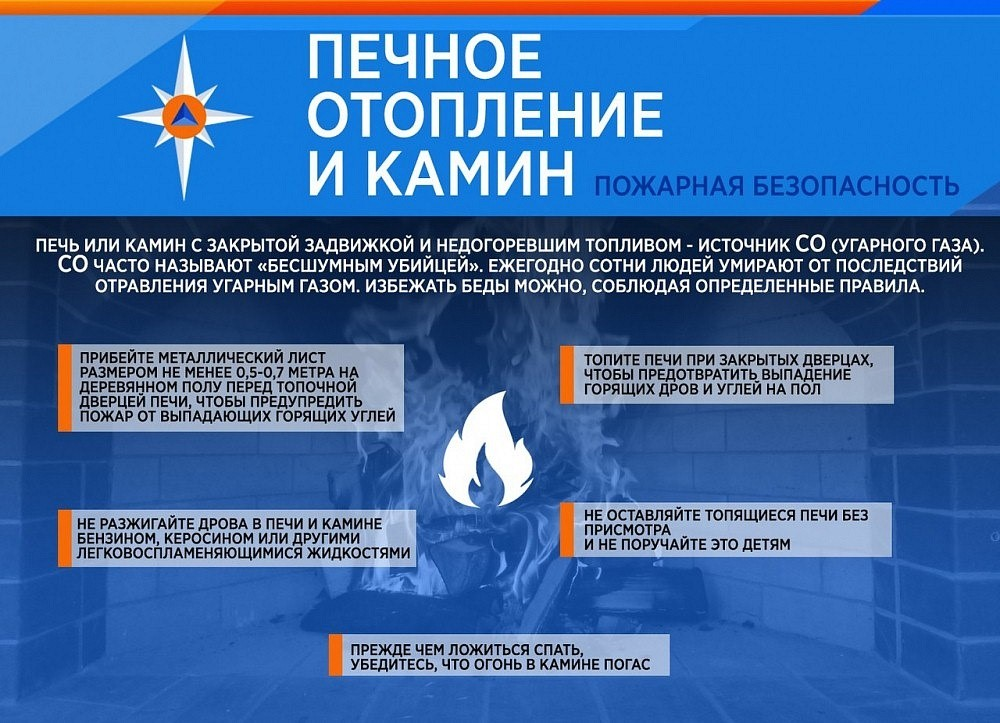 ПЕЧНОЕ
ОТОПЛЕНИЕ
И КАМИН
ПОЖАРНАЯ БЕЗОПАСНОСТЬ
ПЕЧЬ ИЛИ КАМИН С ЗАКРЫТОЙ ЗАДВИЖКОЙ И НЕДОГОРЕВШИМ ТОПЛИВОМ - ИСТОЧНИК СО (УГАРНОГО ГАЗА).
СО ЧАСТО НАЗЫВАЮТ «БЕСШУМНЫМ УБИЙЦЕЙ». ЕЖЕГОДНО СОТНИ ЛЮДЕЙ УМИРАЮТ ОТ ПОСЛЕДСТВИЙ
ОТРАВЛЕНИЯ УГАРНЫМ ГАЗОМ. ИЗБЕЖАТЬ БЕДЫ МОЖНО, СОБЛЮДАЯ ОПРЕДЕЛЕННЫЕ ПРАВИЛА.
ПРИБЕЙТЕ МЕТАЛЛИЧЕСКИЙ ЛИСТ
РАЗМЕРОМ НЕ МЕНЕЕ 0,5-0,7 МЕТРА НА
ДЕРЕВЯННОМ ПОЛУ ПЕРЕД ТОПОЧНОЙ
ДВЕРЦЕЙ ПЕЧИ, ЧТОБЫ ПРЕДУПРЕДИТЬ
ПОЖАР ОТ ВЫПАДАЮЩИХ ГОРЯЩИХ УГЛЕЙ
ТОПИТЕ ПЕЧИ ПРИ ЗАКРЫТЫХ ДВЕРЦАХ,
ЧТОБЫ ПРЕДОТВРАТИТЬ ВЫПАДЕНИЕ
ГОРЯЩИХ ДРОВ И УГЛЕЙ НА ПОЛ
НЕ РАЗЖИГАЙТЕ ДРОВА В ПЕЧИ И КАМИНЕ
БЕНЗИНОМ, КЕРОСИНОМ ИЛИ ДРУГИМИ
ЛЕГКОВОСПЛАМЕНЯЮЩИМИСЯ ЖИДКОСТЯМИ
НЕ ОСТАВЛЯЙТЕ ТОПЯЩИЕСЯ ПЕЧИ БЕЗ
ПРИСМОТРА
И НЕ ПОРУЧАЙТЕ ЭТО ДЕТЯМ
ПРЕЖДЕ ЧЕМ ЛОЖИТЬСЯ СПАТЬ,
УБЕДИТЕСЬ, ЧТО ОГОНЬ В КАМИНЕ ПОГАС